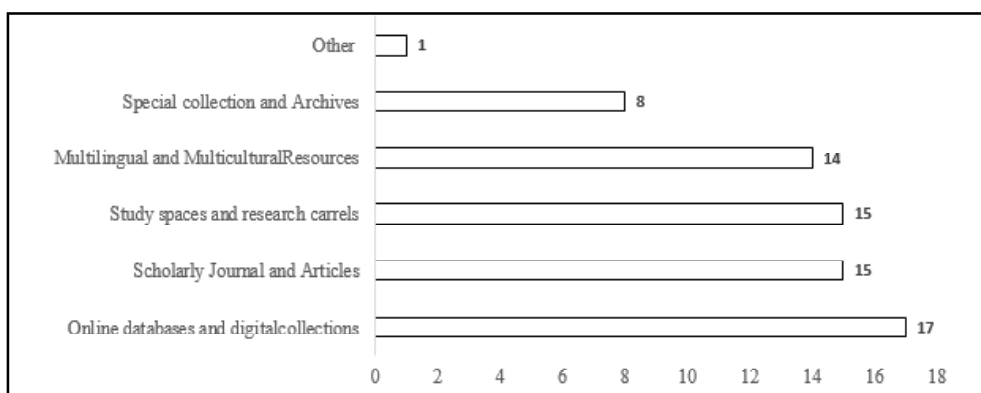 Other 1
Special collection and Archives 8
Multilingual and MulticulturalResources 14
Study spaces and research carrels 15
Scholarly Journal and Articles 15
Online databases and digitalcollections 17
0 2 4 6 8 10 12 14 16 18